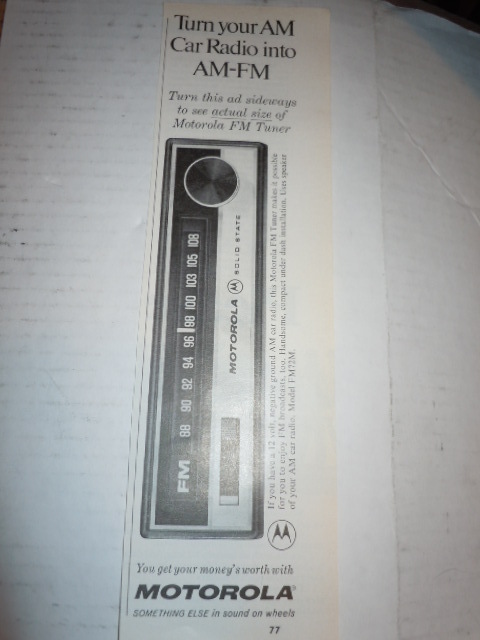 Turn your AM
Car Radio into
AM-FM
Turn this ad sideways
to see actual size of
Motorola FM Tuner
FM 88 90 92 94 96 98 100 103 105 108
MOTOROLA SOLID STATE
If you have a 12 volt, negative ground AM car radio, this Motorola FM Tuner makes it possible
for you to enjoy FM broadcasts, too. Handsome, compact under dash installation. Uses speaker
of your AM car radio. Model FM72M.
You get your money's worth with
MOTOROLA®
SOMETHING ELSE in sound on wheels
77